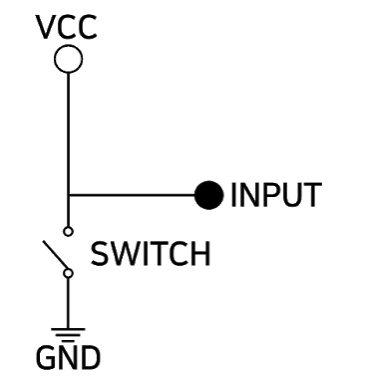 VCC
INPUT
SWITCH
GND